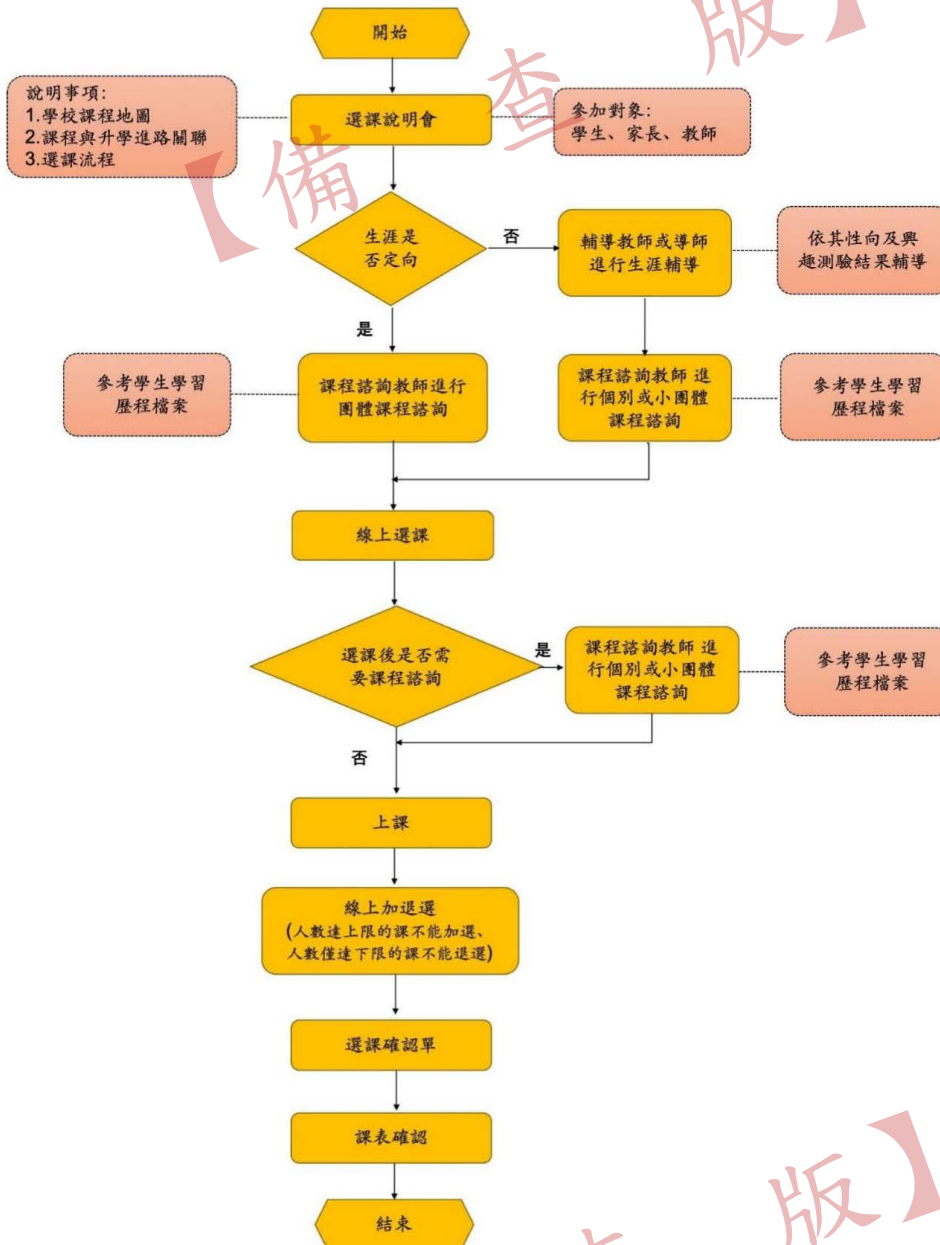 開始
說明事項:
1.學校課程地圖
2.課程與升學進路關聯
3.選課流程
選課說明會
參加對象:
學生、家長、教師
【備 查 版】
生涯是
否定向
否
輔導教師或導師
進行生涯輔導
依其性向及興
趣測驗結果輔導
是
參考學生學習
歷程檔案
課程諮詢教師進行
團體課程諮詢
課程諮詢教師 進
行個別或小團體
課程諮詢
參考學生學習
歷程檔案
線上選課
選課後是否需
要課程諮詢
是
課程諮詢教師 進
行個別或小團體
課程諮詢
參考學生學習
歷程檔案
否
上課
線上加退選
(人數達上限的課不能加選、
人數僅達下限的課不能退選)
選課確認單
課表確認
結束
版】